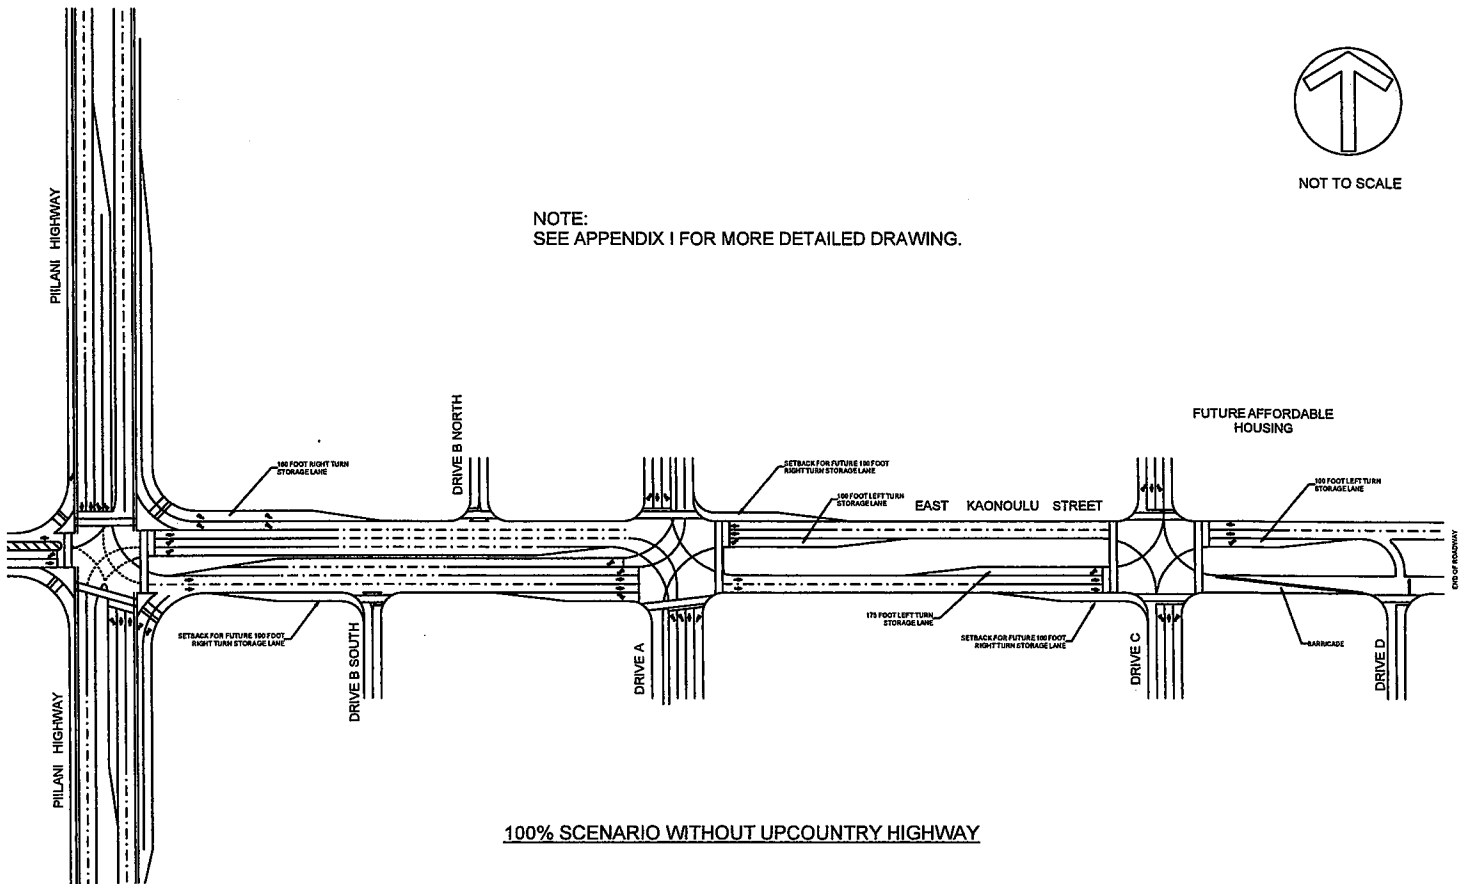 NOT TO SCALE
PIILANI HIGHWAY
NOTE:
SEE APPENDIX I FOR MORE DETAILED DRAWING.
DRIVE B NORTH
FUTURE AFFORDABLE
HOUSING
100 FOOT RIGHT TURN
STORAGE LANE
SETBACK FOR FUTURE 100 FOOT
RIGHT TURN STORAGE LANE
100 FOOT LEFT TURN
STORAGE LANE
EAST KAONOULU STREET
100 FOOT LEFT TURN
STORAGE LANE
END OF ROADWAY
SETBACK FOR FUTURE 100 FOOT
RIGHT TURN STORAGE LANE
DRIVE B SOUTH
DRIVE A
175 FOOT LEFT TURN
STORAGE LANE
SETBACK FOR FUTURE 100 FOOT
RIGHT TURN STORAGE LANE
DRIVE C
BARRICADE
DRIVE D
PIILANI HIGHWAY
100% SCENARIO WITHOUT UPCOUNTRY HIGHWAY